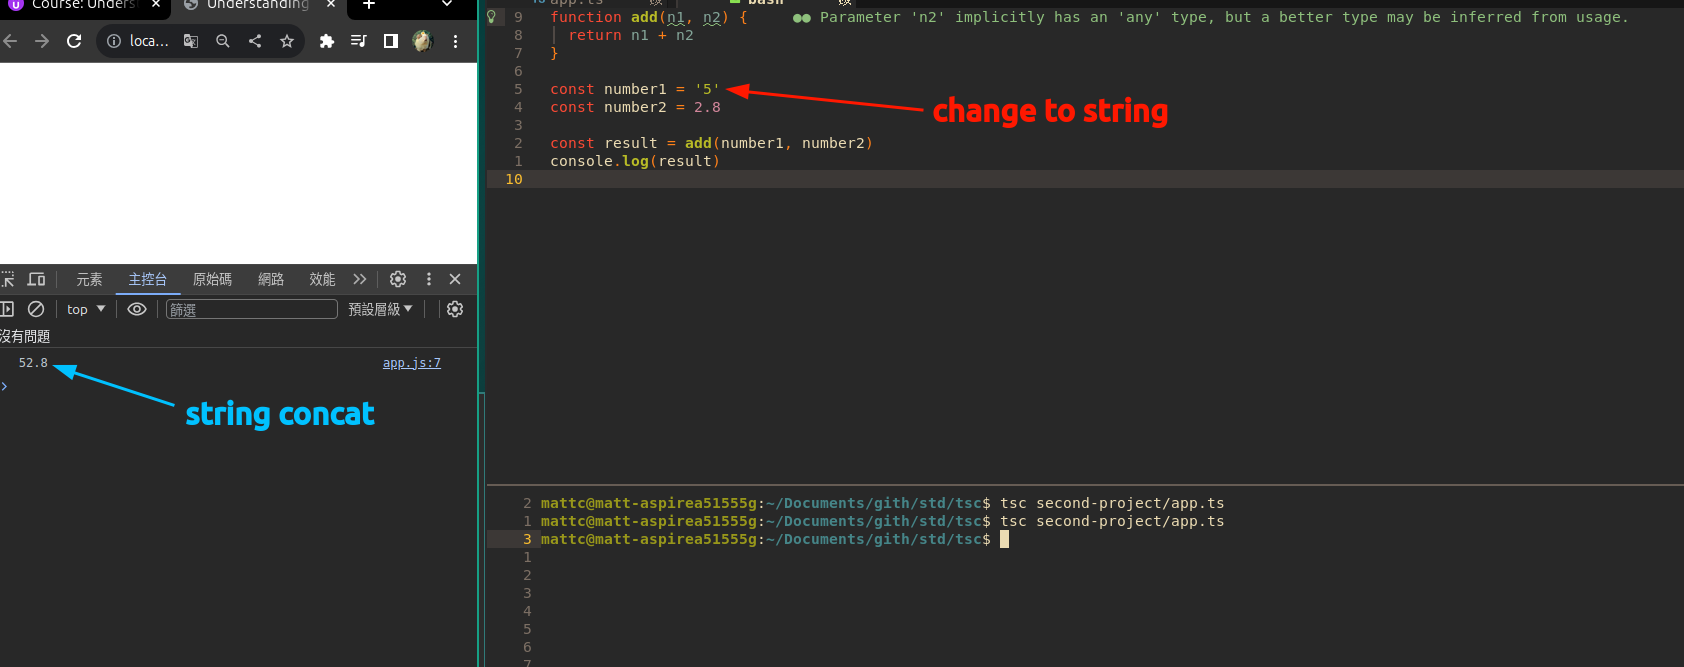 Course: Underst
Understanding
loca...
元素
主控台
原始碼
網路
效能
top
篩選
預設層級
沒有問題
52.8
app.js:7
string concat
app.ts
bash
9 function add(n1, n2) { ●● Parameter 'n2' implicitly has an 'any' type, but a better type may be inferred from usage.
8 return n1 + n2
7 }
6
5 const number1 = '5'
4 const number2 = 2.8
change to string
3
2 const result = add(number1, number2)
1 console.log(result)
10
2 mattc@matt-aspirea51555g:~/Documents/gith/std/tsc$ tsc second-project/app.ts
1 mattc@matt-aspirea51555g:~/Documents/gith/std/tsc$ tsc second-project/app.ts
3 mattc@matt-aspirea51555g:~/Documents/gith/std/tsc$
1
2
3
4
5
6
7